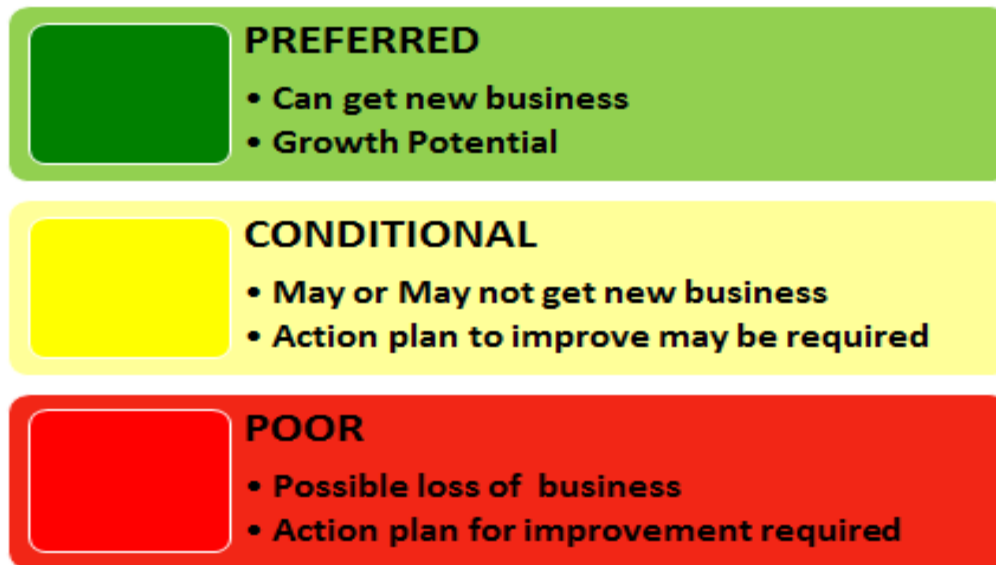 PREFERRED
• Can get new business
• Growth Potential
CONDITIONAL
• May or May not get new business
• Action plan to improve may be required
POOR
• Possible loss of  business
• Action plan for improvement required